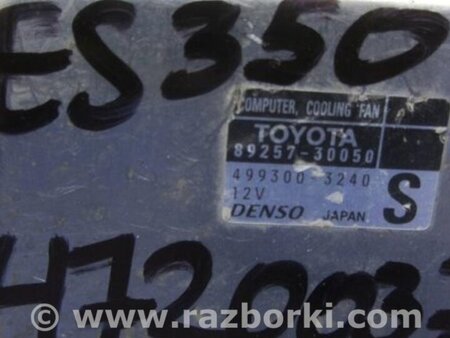 ES350
COMPUTER, COOLING FAN
TOYOTA
89257-30050
499300-3240
12V
S
DENSO JAPAN
www.razborki.com